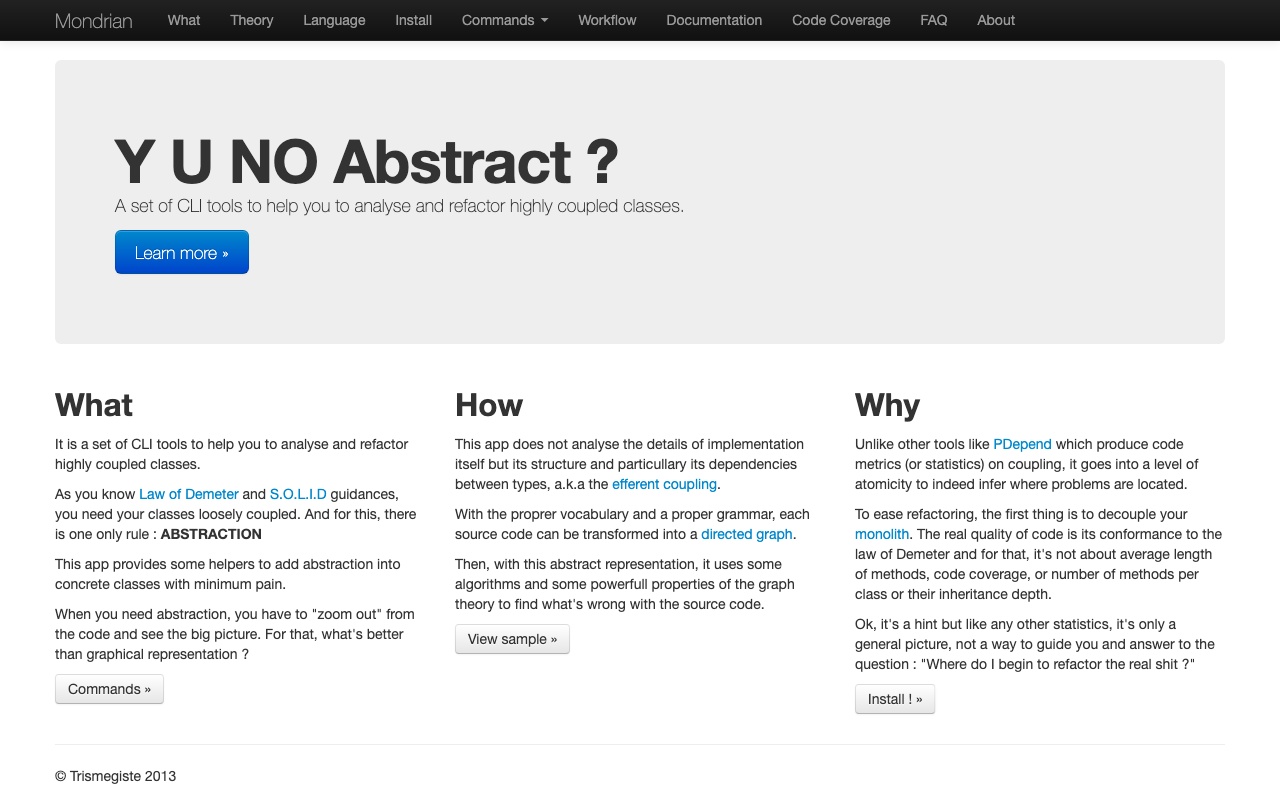 Mondrian What Theory Language Install Commands Workflow Documentation Code Coverage FAQ About
Y U NO Abstract ?
A set of CLI tools to help you to analyse and refactor highly coupled classes.
Learn more »
What
It is a set of CLI tools to help you to analyse and refactor
highly coupled classes.
As you know Law of Demeter and S.O.L.I.D guidances,
you need your classes loosely coupled. And for this, there
is one only rule : ABSTRACTION
This app provides some helpers to add abstraction into
concrete classes with minimum pain.
When you need abstraction, you have to "zoom out" from
the code and see the big picture. For that, what's better
than graphical representation ?
Commands »
How
This app does not analyse the details of implementation
itself but its structure and particullary its dependencies
between types, a.k.a the efferent coupling.
With the proprer vocabulary and a proper grammar, each
source code can be transformed into a directed graph.
Then, with this abstract representation, it uses some
algorithms and some powerfull properties of the graph
theory to find what's wrong with the source code.
View sample »
Why
Unlike other tools like PDepend which produce code
metrics (or statistics) on coupling, it goes into a level of
atomicity to indeed infer where problems are located.
To ease refactoring, the first thing is to decouple your
monolith. The real quality of code is its conformance to the
law of Demeter and for that, it's not about average length
of methods, code coverage, or number of methods per
class or their inheritance depth.
Ok, it's a hint but like any other statistics, it's only a
general picture, not a way to guide you and answer to the
question : "Where do I begin to refactor the real shit ?"
Install ! »
© Trismegiste 2013